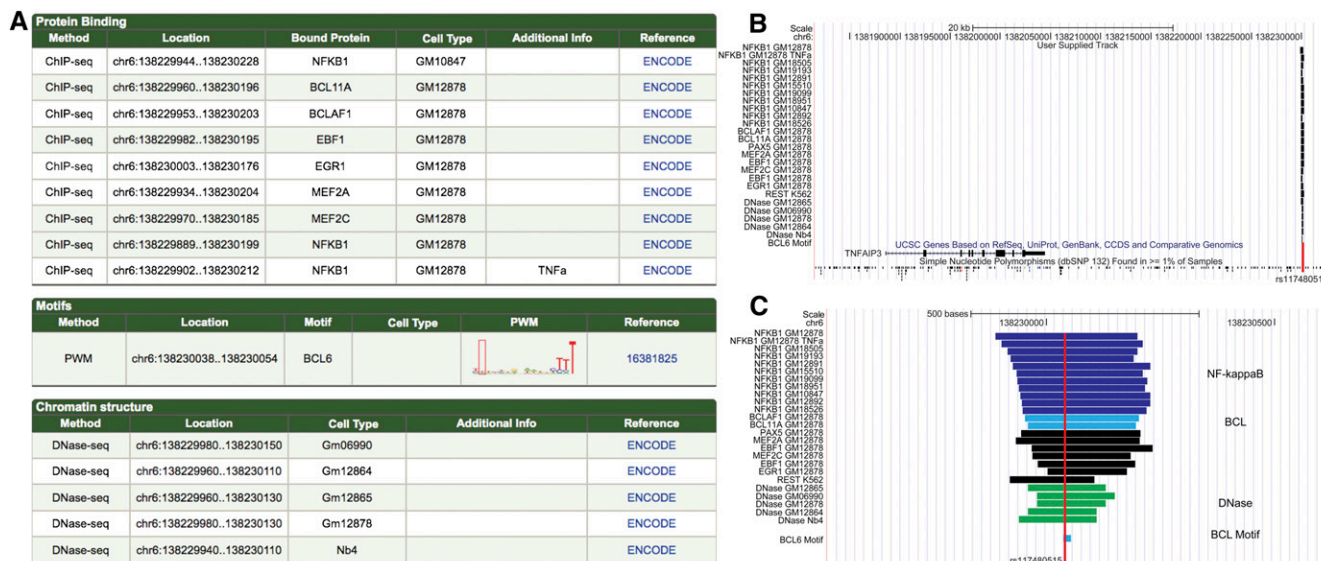 A
Protein Binding
Method Location Bound Protein Cell Type Additional Info Reference
ChIP-seq chr6:138229944..138230228 NFKB1 GM10847 ENCODE
ChIP-seq chr6:138229960..138230196 BCL11A GM12878 ENCODE
ChIP-seq chr6:138229953..138230203 BCLAF1 GM12878 ENCODE
ChIP-seq chr6:138229982..138230195 EBF1 GM12878 ENCODE
ChIP-seq chr6:138230003..138230176 EGR1 GM12878 ENCODE
ChIP-seq chr6:138229934..138230204 MEF2A GM12878 ENCODE
ChIP-seq chr6:138229970..138230185 MEF2C GM12878 ENCODE
ChIP-seq chr6:138229889..138230199 NFKB1 GM12878 ENCODE
ChIP-seq chr6:138229902..138230212 NFKB1 GM12878 TNFa ENCODE
Motifs
Method Location Motif Cell Type PWM Reference
PWM chr6:138230038..138230054 BCL6 16381825
Chromatin structure
Method Location Cell Type Additional Info Reference
DNase-seq chr6:138229980..138230150 Gm06990 ENCODE
DNase-seq chr6:138229960..138230110 Gm12864 ENCODE
DNase-seq chr6:138229960..138230130 Gm12865 ENCODE
DNase-seq chr6:138229980..138230130 Gm12878 ENCODE
DNase-seq chr6:138229940..138230110 Nb4 ENCODE
B
Scale 20 kb
chr6: 138190000I 138195000I 138200000I 138205000I 138210000I 138215000I 138220000I 138225000I 138230000I
User Supplied Track
NFKB1 GM12878
NFKB1 GM12878 TNFa
NFKB1 GM18505
NFKB1 GM19193
NFKB1 GM12891
NFKB1 GM15510
NFKB1 GM19099
NFKB1 GM18951
NFKB1 GM10847
NFKB1 GM12892
NFKB1 GM18526
BCLAF1 GM12878
BCL11A GM12878
PAX5 GM12878
MEF2A GM12878
EBF1 GM12878
MEF2C GM12878
EBF1 GM12878
EGR1 GM12878
REST K562
DNase GM12865
DNase GM06990
DNase GM12878
DNase GM12864
DNase Nb4
BCL6 Motif
UCSC Genes Based on RefSeq, UniProt, GenBank, CCDS and Comparative Genomics
TNFAIP3
Simple Nucleotide Polymorphisms (dbSNP 132) Found in >= 1% of Samples
rs11748051
C
Scale 500 bases
chr6 138230000I 138230500I
NFKB1 GM12878
NFKB1 GM12878 TNFa
NFKB1 GM18505
NFKB1 GM19193
NFKB1 GM12891
NFKB1 GM15510
NFKB1 GM19099
NFKB1 GM18951
NFKB1 GM10847
NFKB1 GM12892
NFKB1 GM18526
BCLAF1 GM12878
BCL11A GM12878
PAX5 GM12878
MEF2A GM12878
EBF1 GM12878
MEF2C GM12878
EBF1 GM12878
EGR1 GM12878
REST K562
DNase GM12865
DNase GM06990
DNase GM12878
DNase GM12864
DNase Nb4
BCL6 Motif
NF-kappaB
BCL
DNase
BCL Motif
rs117480515